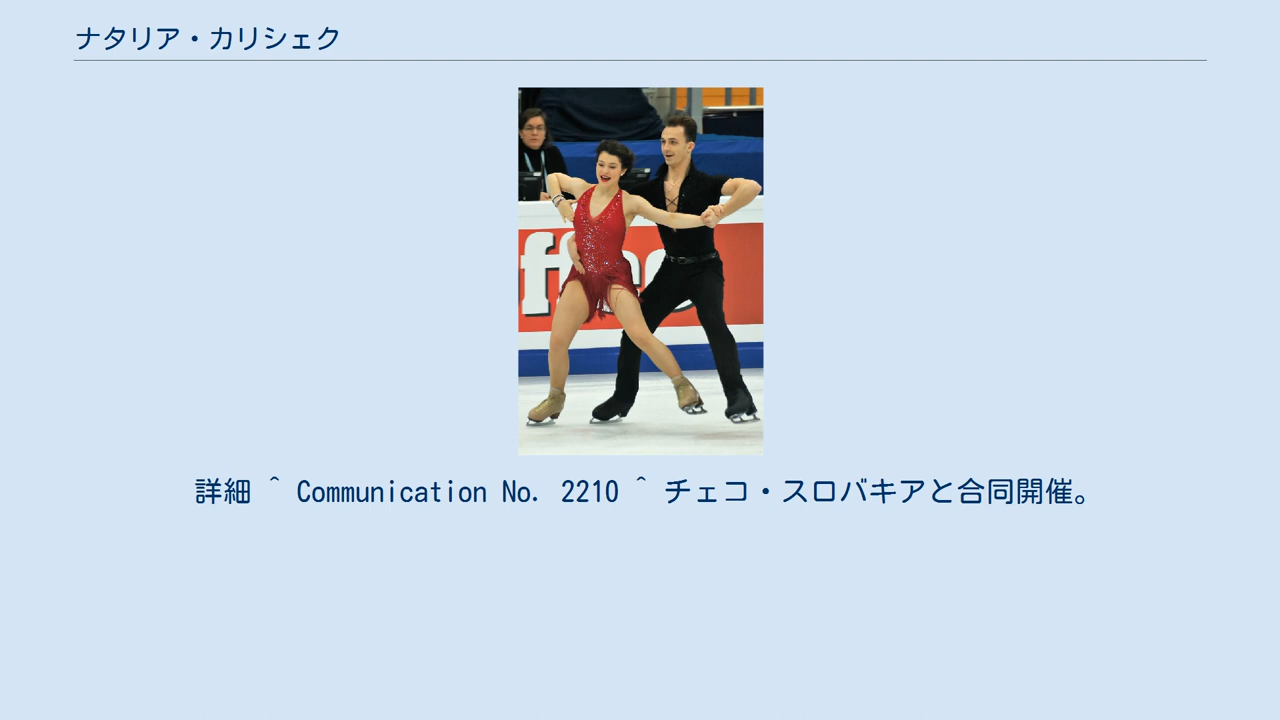 ナタリア・カリシェク
詳細 ^ Communication No. 2210 ^ チェコ・スロバキアと合同開催。